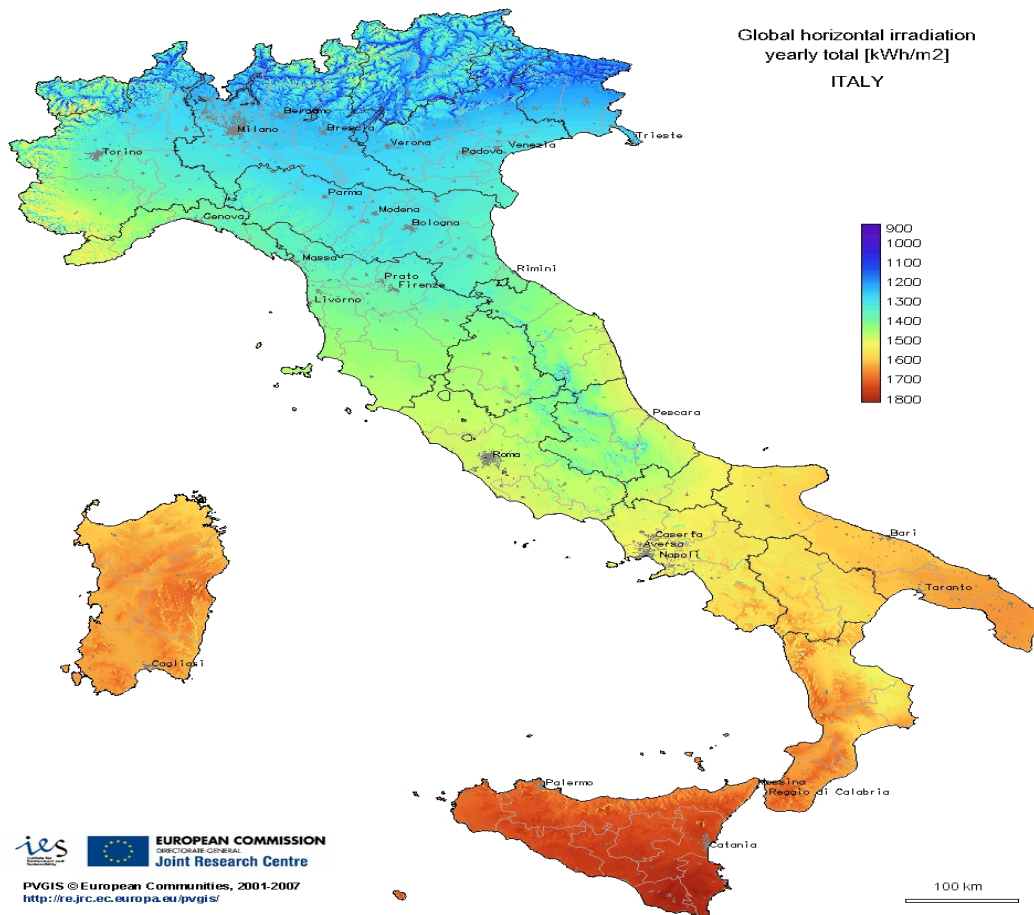 Global horizontal irradiation
yearly total [kWh/m2]
ITALY
Bergamo
Milano
Brescia
Trieste
Verona
Venezia
Padova
Torino
Parma
Modena
Genova
Bologna
Massa
Rimini
Prato
Firenze
Livorno
900
1000
1100
1200
1300
1400
1500
1600
1700
1800
Pescara
Roma
Caserta
Aversa
Napoli
Bari
Taranto
Cagliari
Palermo
Messina
Reggio di Calabria
Catania
ies
EUROPEAN COMMISSION
DIRECTORATE-GENERAL
Joint Research Centre
PVGIS © European Communities, 2001-2007
http://re.jrc.ec.europa.eu/pvgis/
100 km